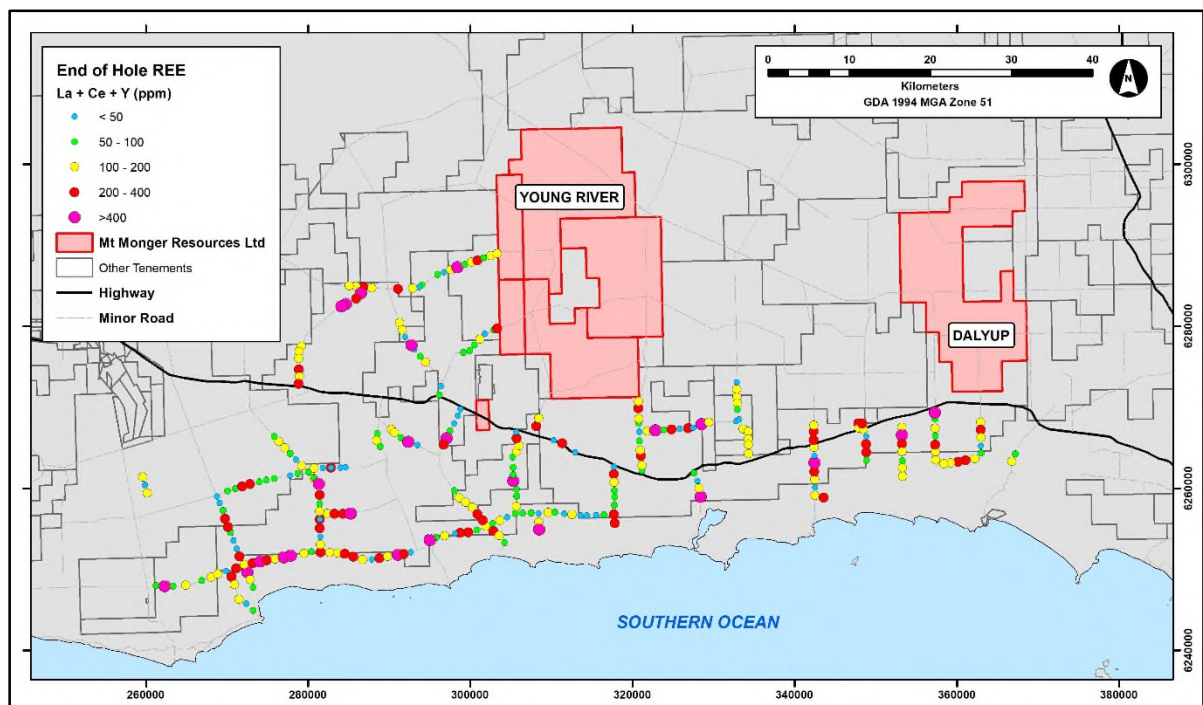 End of Hole REE
La + Ce + Y (ppm)
< 50
50 - 100
100 - 200
200 - 400
>400
Mt Monger Resources Ltd
Other Tenements
Highway
Minor Road
0 10 20 30 40
Kilometers
GDA 1994 MGA Zone 51
N
YOUNG RIVER
DALYUP
SOUTHERN OCEAN
6300000
6280000
6260000
6240000
260000 280000 300000 320000 340000 360000 380000